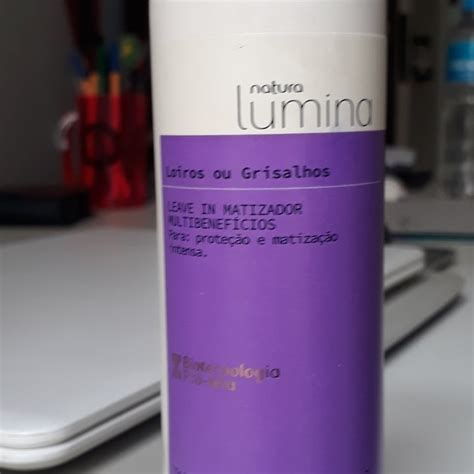 natura
lumina
Loiros ou Grisalhos
LEAVE IN MATIZADOR
MULTIBENEFÍCIOS
Para: proteção e matização
intensa.
Biotecnologia